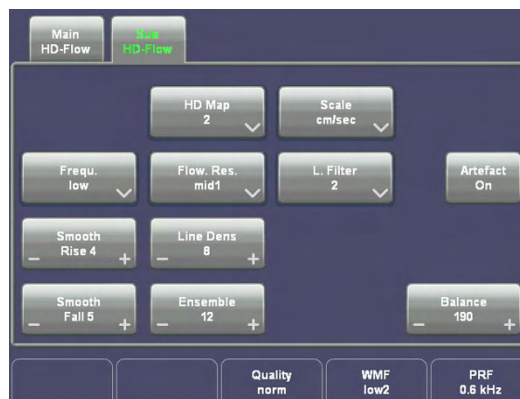 Main
HD-Flow
Sub
HD-Flow
HD Map
2
Scale
cm/sec
Frequ.
low
Flow. Res.
mid1
L. Filter
2
Artefact
On
Smooth
Rise 4
- +
Line Dens
8
- +
Smooth
Fall 5
- +
Ensemble
12
- +
Balance
190
- +
Quality
norm
WMF
low2
PRF
0.6 kHz